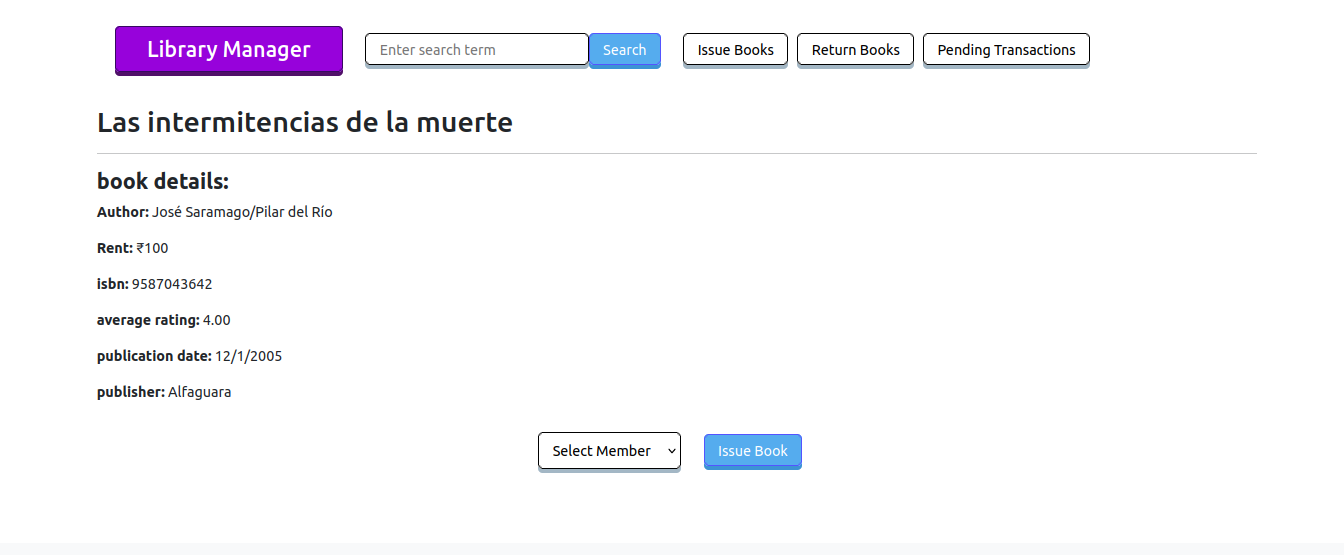 Library Manager
Enter search term
Search
Issue Books
Return Books
Pending Transactions
Las intermitencias de la muerte
book details:
Author: José Saramago/Pilar del Río
Rent: ₹100
isbn: 9587043642
average rating: 4.00
publication date: 12/1/2005
publisher: Alfaguara
Select Member
Issue Book